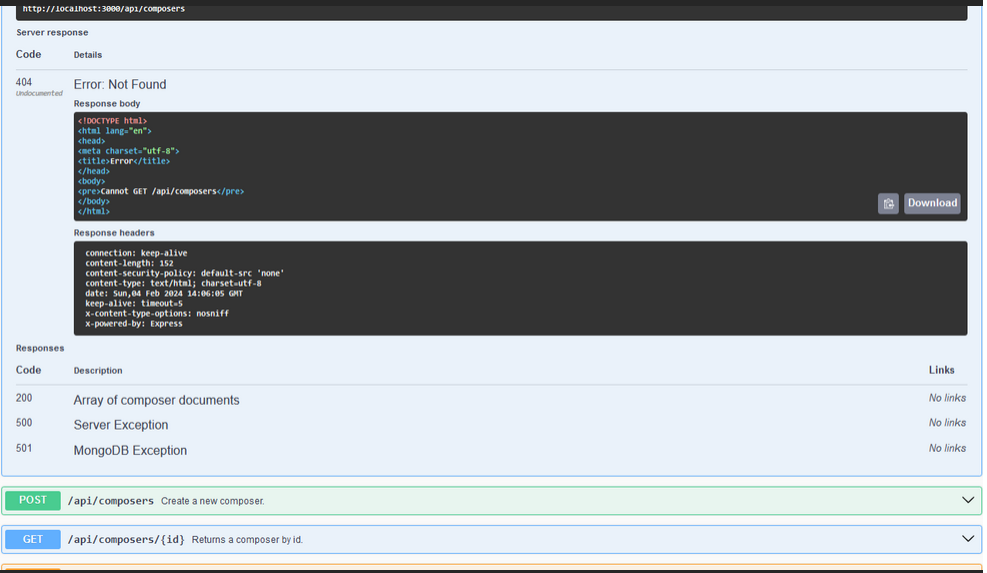 http://localhost:3000/api/composers
Server response
Code Details
404 Error: Not Found
Undocumented
Response body
<!DOCTYPE html>
<html lang="en">
<head>
<meta charset="utf-8">
<title>Error</title>
</head>
<body>
<pre>Cannot GET /api/composers</pre>
</body>
</html>
Download
Response headers
connection: keep-alive
content-length: 152
content-security-policy: default-src 'none'
content-type: text/html; charset=utf-8
date: Sun,04 Feb 2024 14:06:05 GMT
keep-alive: timeout=5
x-content-type-options: nosniff
x-powered-by: Express
Responses
Code Description Links
200 Array of composer documents No links
500 Server Exception No links
501 MongoDB Exception No links
POST /api/composers Create a new composer.
GET /api/composers/{id} Returns a composer by id.